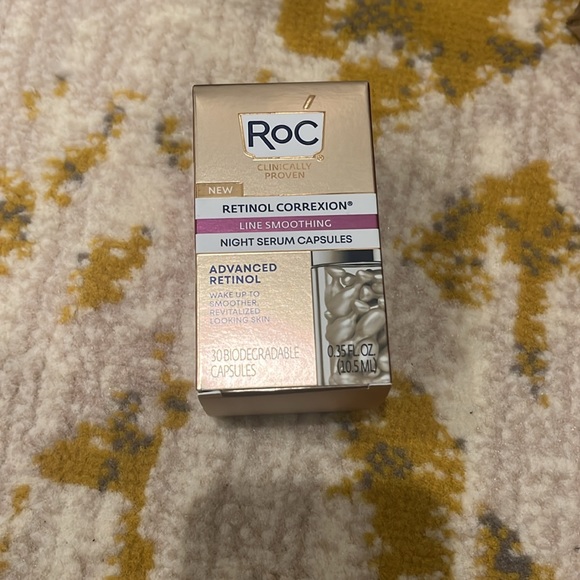 RoC®
CLINICALLY
PROVEN
NEW
RETINOL CORREXION®
LINE SMOOTHING
NIGHT SERUM CAPSULES
ADVANCED
RETINOL
WAKE UP TO
SMOOTHER,
REVITALIZED
LOOKING SKIN
30 BIODEGRADABLE
CAPSULES
0.35 FL. OZ.
(10.5 ML)